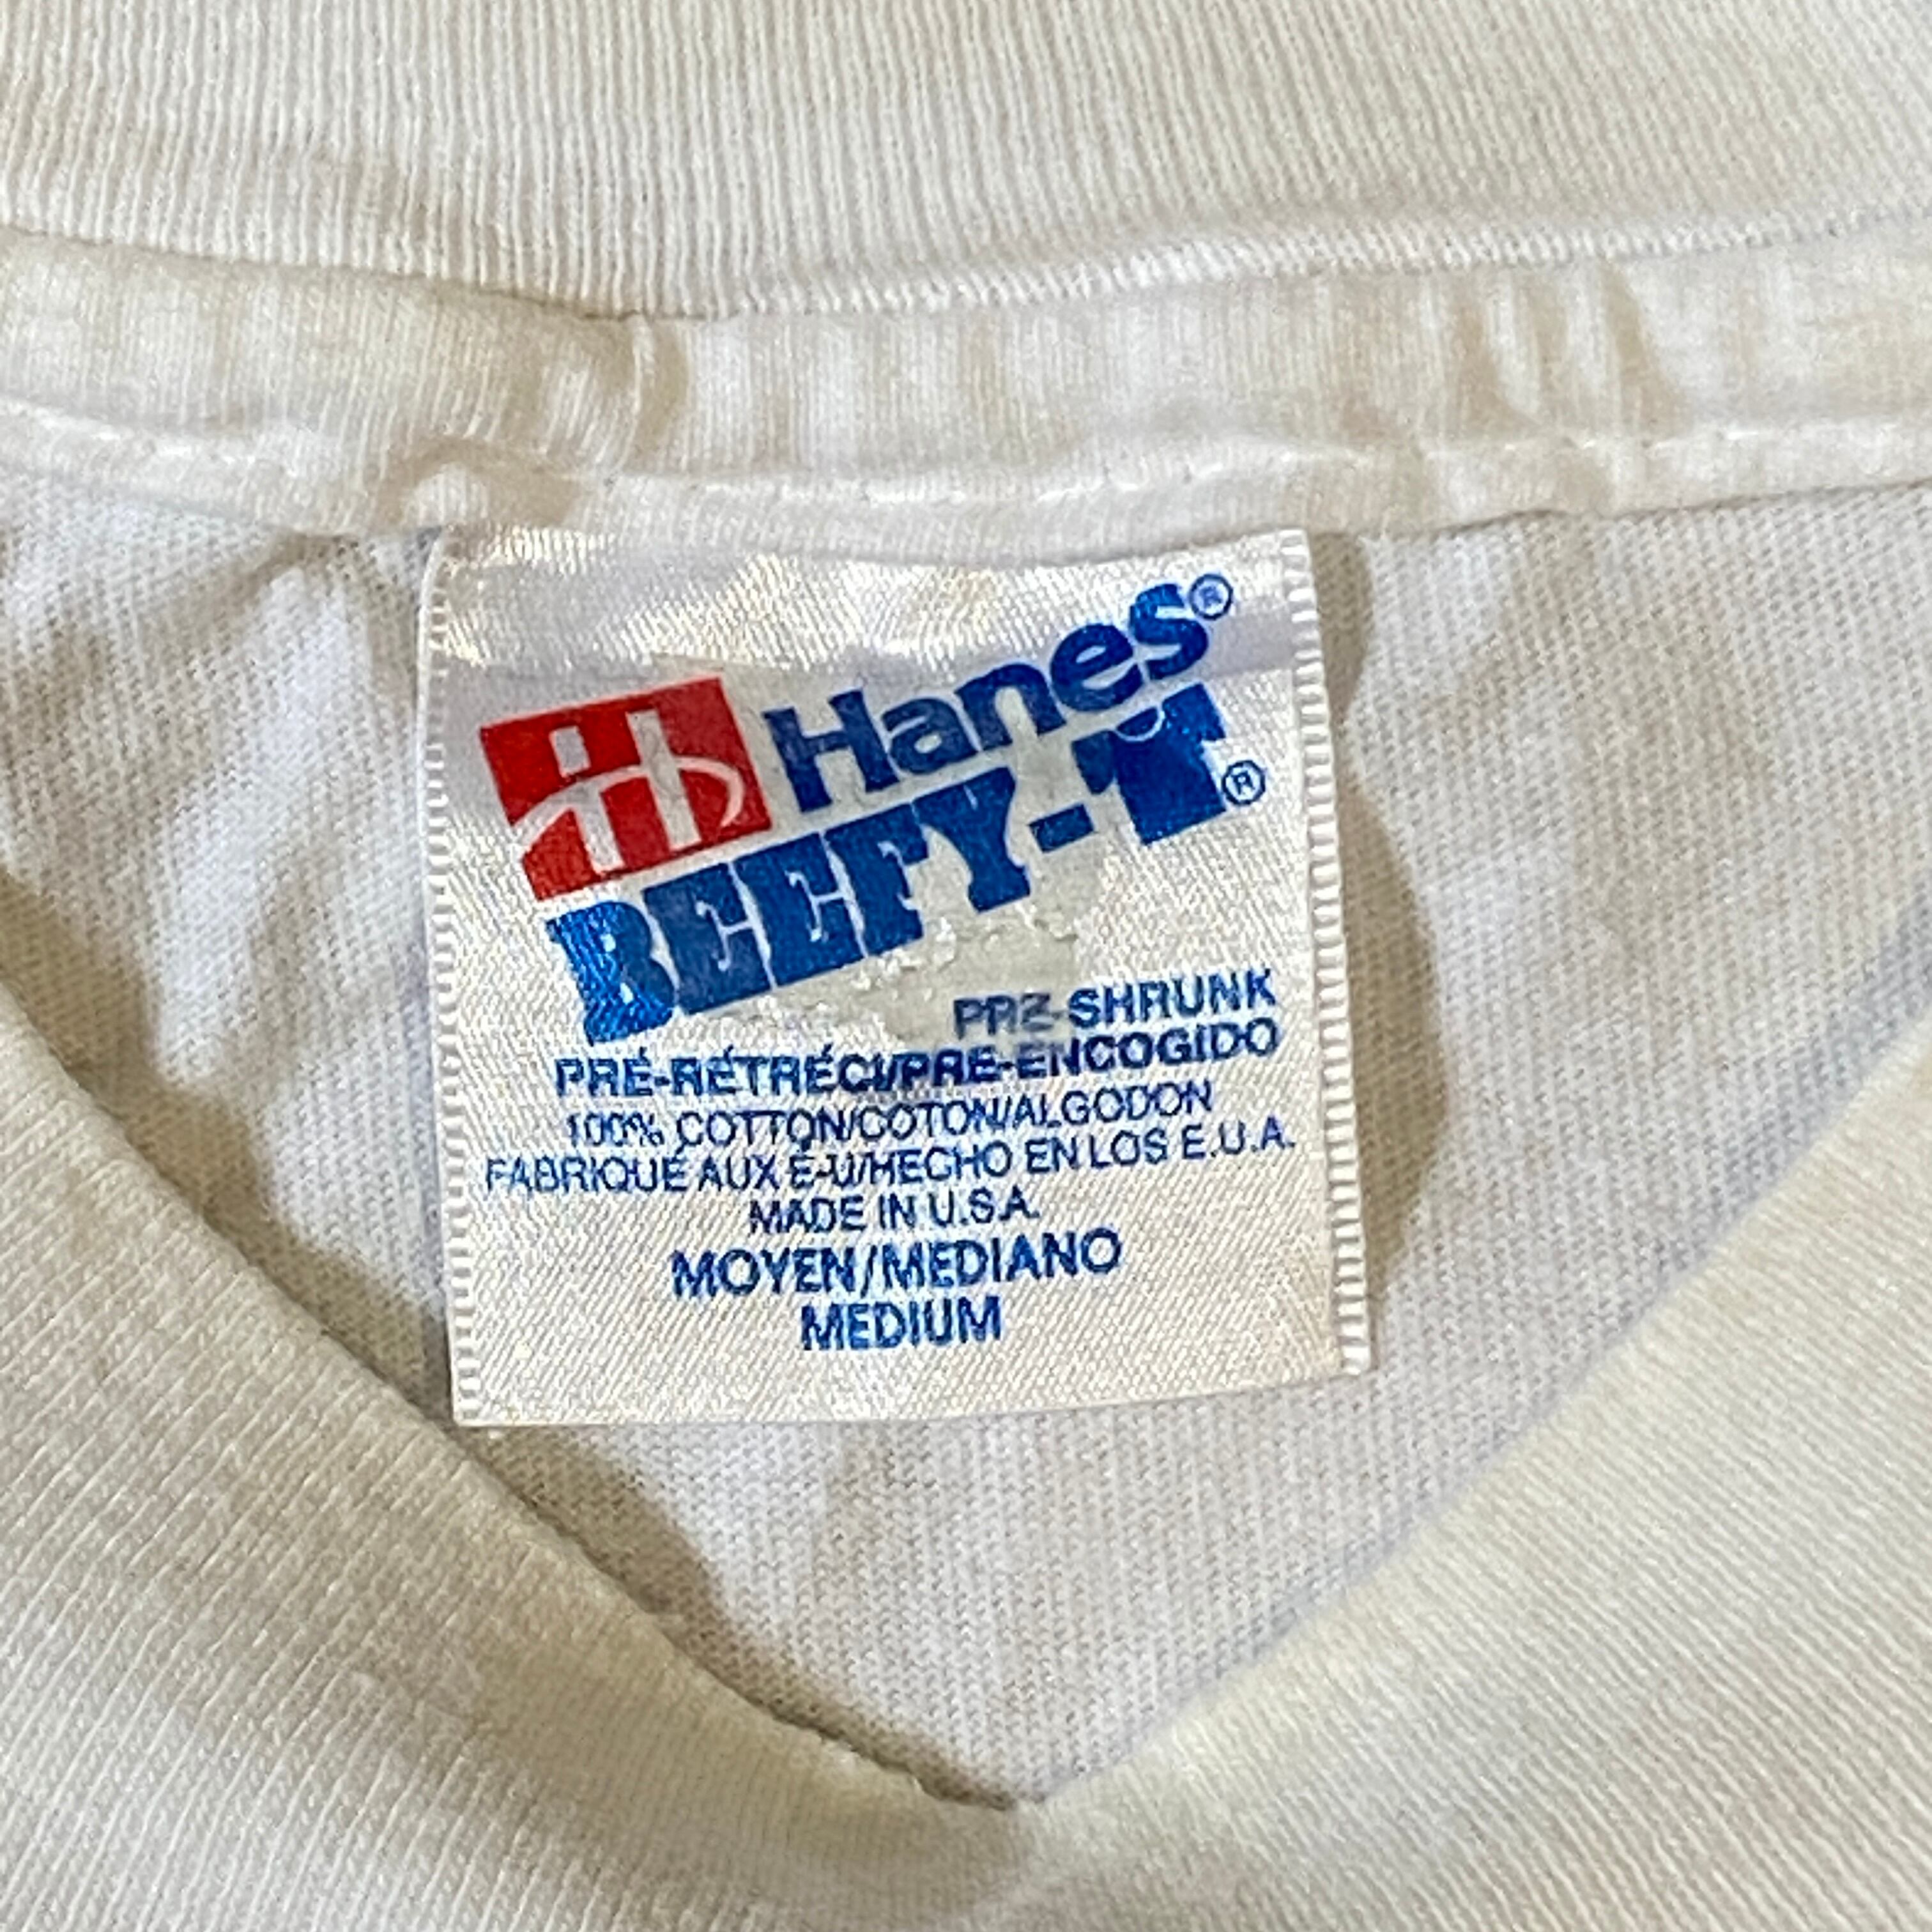 Hanes®
BEEFY-T®
PRE-SHRUNK
PRÉ-RÉTRÉCI/PRE-ENCOGIDO
100% COTTON/COTON/ALGODON
FABRIQUÉ AUX É-U/HECHO EN LOS E.U.A.
MADE IN U.S.A.
MOYEN/MEDIANO
MEDIUM